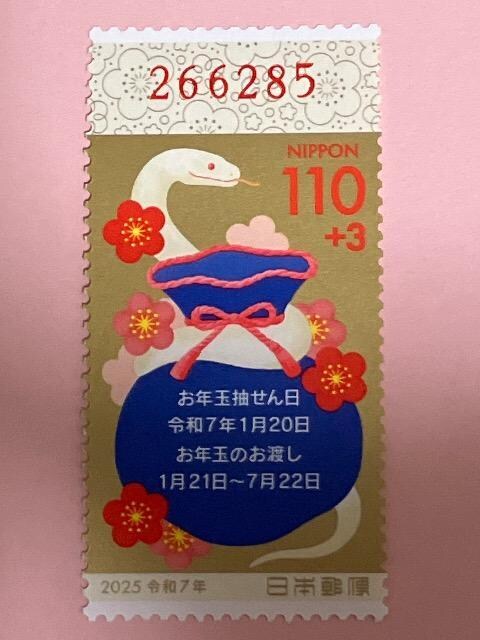 266285
NIPPON
110
+3
お年玉抽せん日
令和7年1月20日
お年玉のお渡し
1月21日～7月22日
2025 令和7年
日本郵便